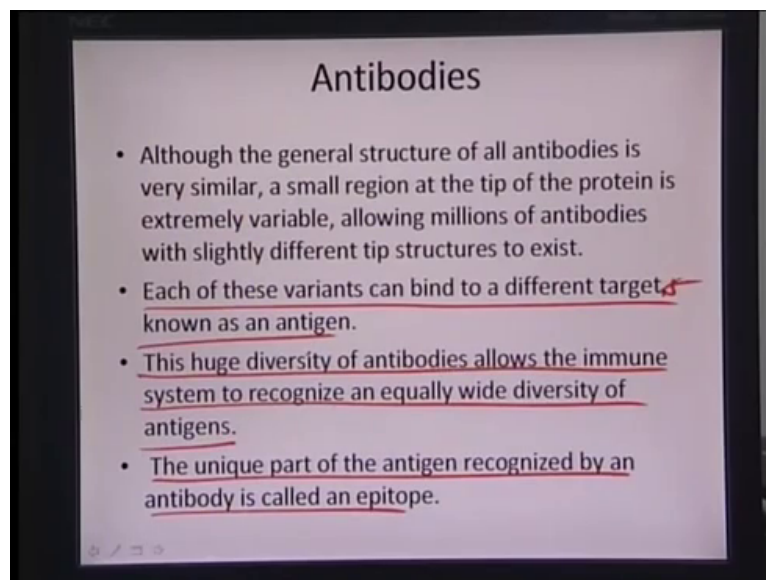 NEC
Antibodies
• Although the general structure of all antibodies is
very similar, a small region at the tip of the protein is
extremely variable, allowing millions of antibodies
with slightly different tip structures to exist.
• Each of these variants can bind to a different target,
known as an antigen.
• This huge diversity of antibodies allows the immune
system to recognize an equally wide diversity of
antigens.
• The unique part of the antigen recognized by an
antibody is called an epitope.